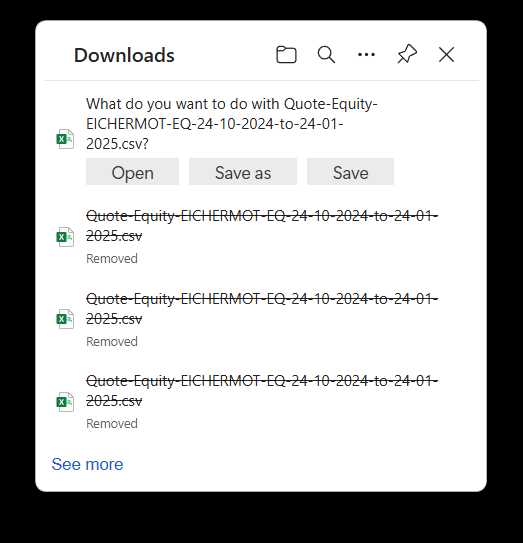 Downloads
What do you want to do with Quote-Equity-
EICHERMOT-EQ-24-10-2024-to-24-01-
2025.csv?
Open Save as Save
Quote-Equity-EICHERMOT-EQ-24-10-2024-to-24-01-
2025.csv
Removed
Quote-Equity-EICHERMOT-EQ-24-10-2024-to-24-01-
2025.csv
Removed
Quote-Equity-EICHERMOT-EQ-24-10-2024-to-24-01-
2025.csv
Removed
See more